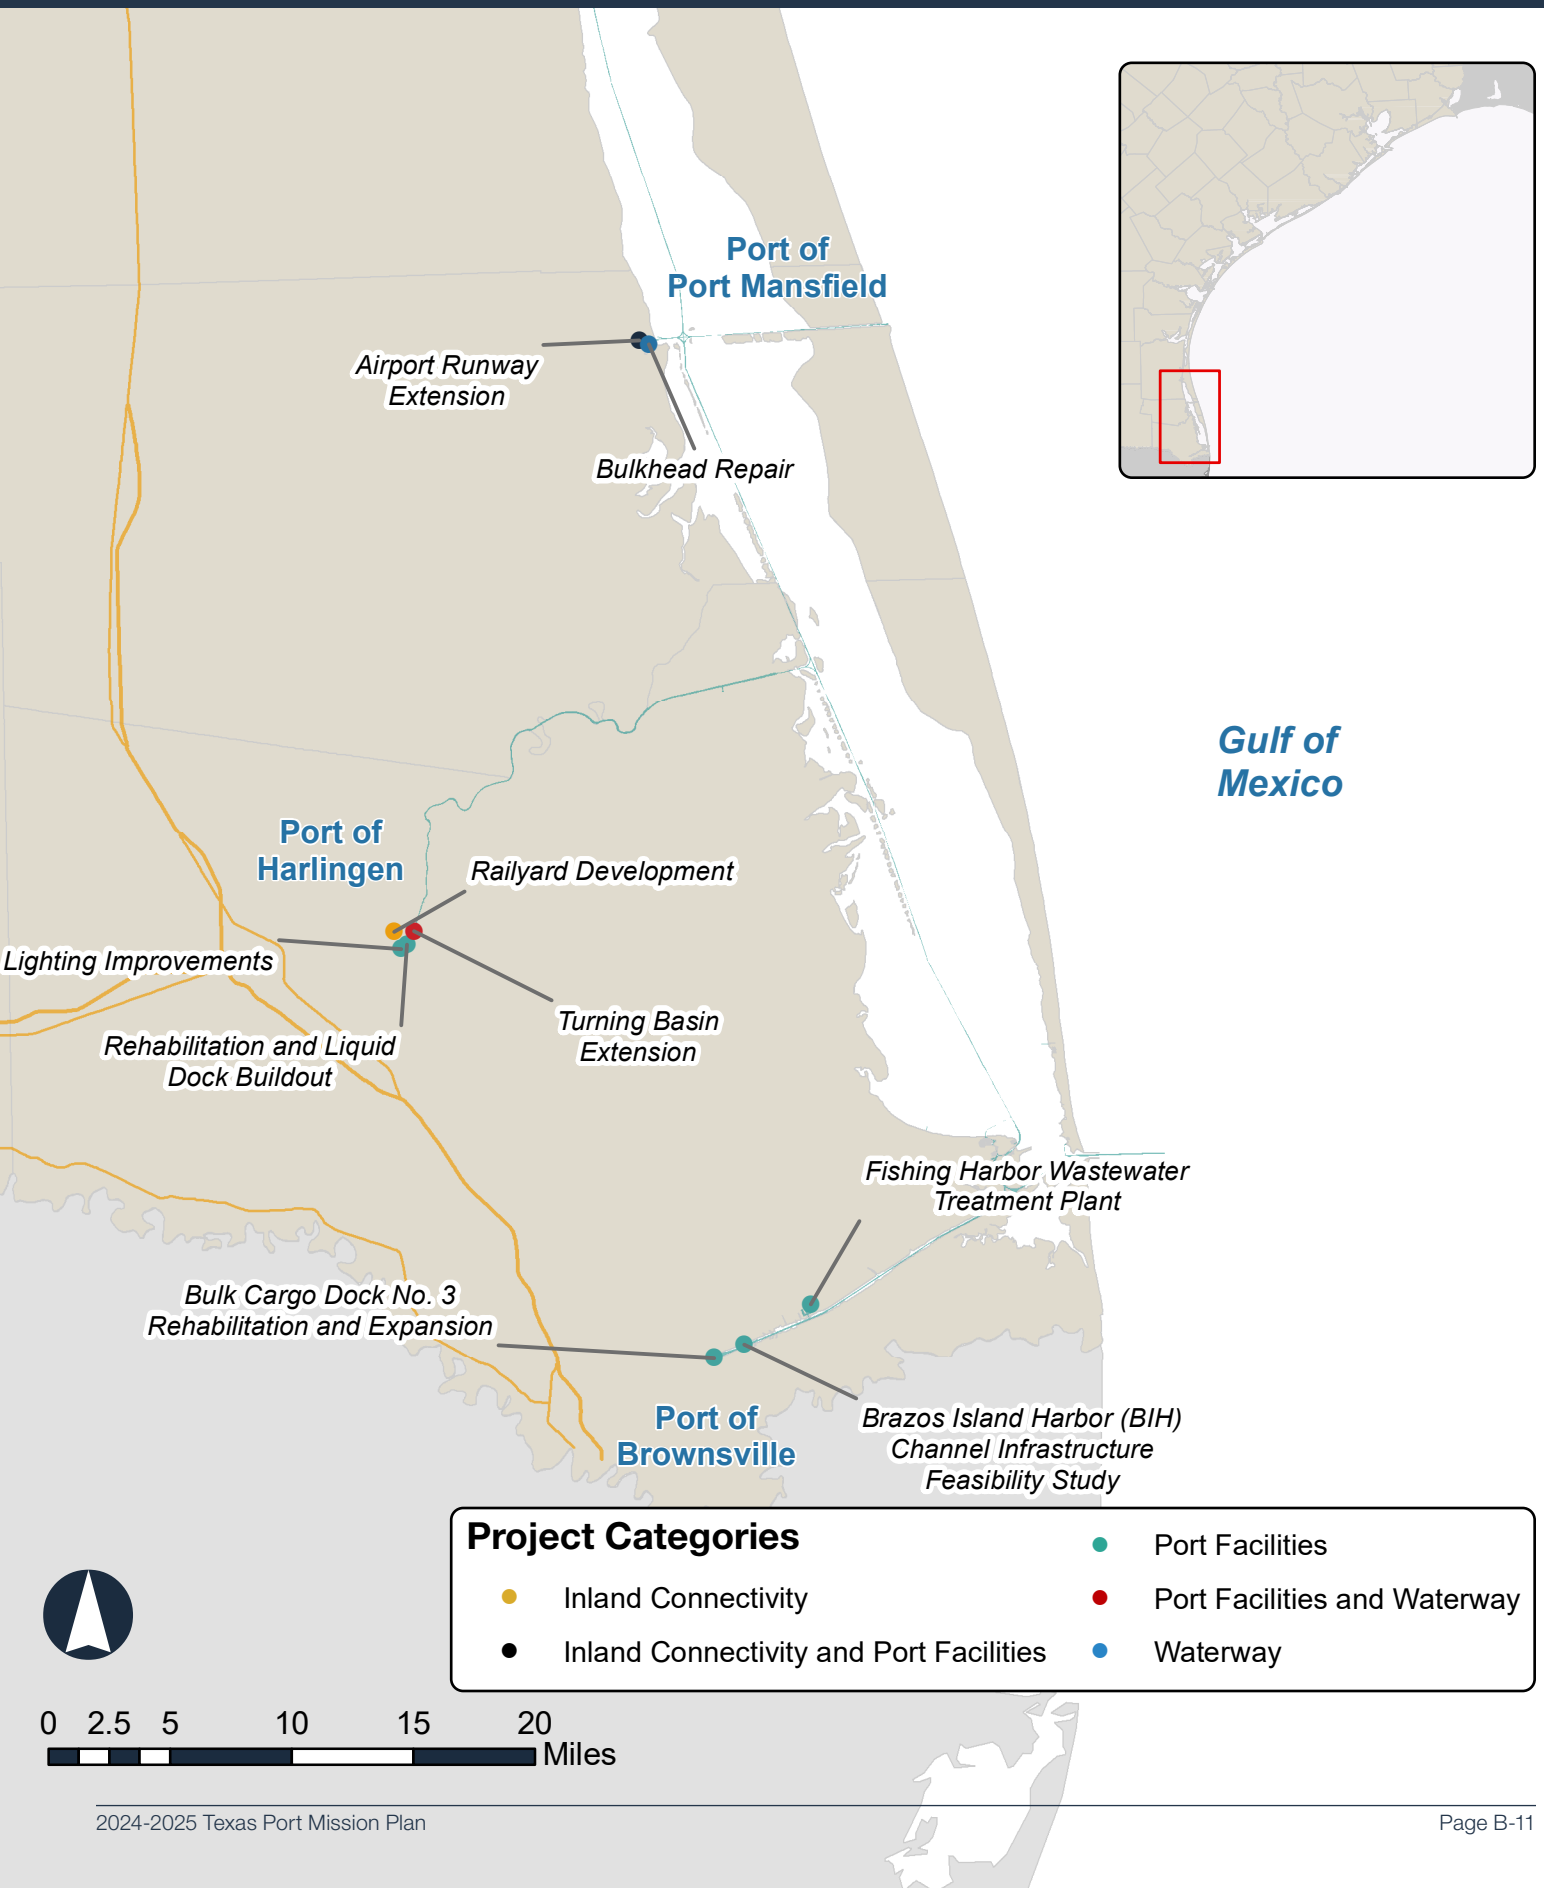 Port of
Port Mansfield
Airport Runway
Extension
Bulkhead Repair
Gulf of
Mexico
Port of
Harlingen
Railyard Development
Lighting Improvements
Turning Basin
Extension
Rehabilitation and Liquid
Dock Buildout
Fishing Harbor Wastewater
Treatment Plant
Bulk Cargo Dock No. 3
Rehabilitation and Expansion
Port of
Brownsville
Brazos Island Harbor (BIH)
Channel Infrastructure
Feasibility Study
Project Categories
Inland Connectivity
Inland Connectivity and Port Facilities
Port Facilities
Port Facilities and Waterway
Waterway
0 2.5 5 10 15 20
Miles
2024-2025 Texas Port Mission Plan
Page B-11